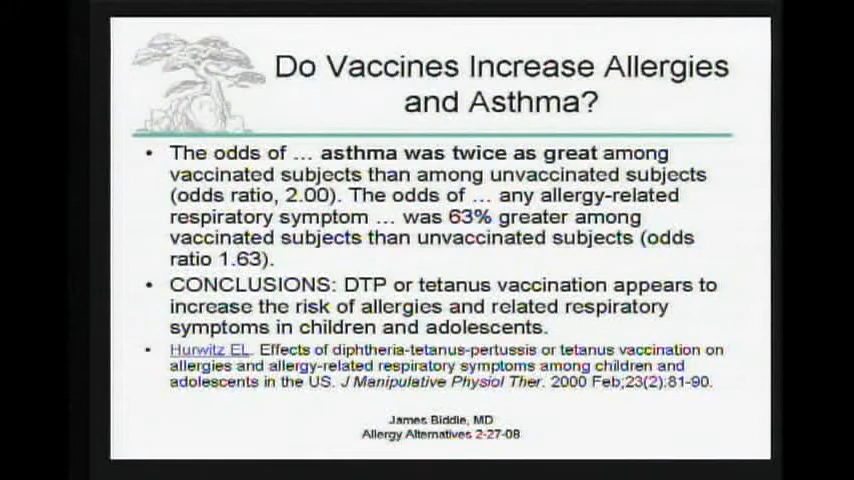 Do Vaccines Increase Allergies
and Asthma?
• The odds of … asthma was twice as great among
vaccinated subjects than among unvaccinated subjects
(odds ratio, 2.00). The odds of … any allergy-related
respiratory symptom … was 63% greater among
vaccinated subjects than unvaccinated subjects (odds
ratio 1.63).
• CONCLUSIONS: DTP or tetanus vaccination appears to
increase the risk of allergies and related respiratory
symptoms in children and adolescents.
• Hurwitz EL. Effects of diphtheria-tetanus-pertussis or tetanus vaccination on
allergies and allergy-related respiratory symptoms among children and
adolescents in the US. J Manipulative Physiol Ther. 2000 Feb;23(2):81-90.
James Biddle, MD
Allergy Alternatives 2-27-08